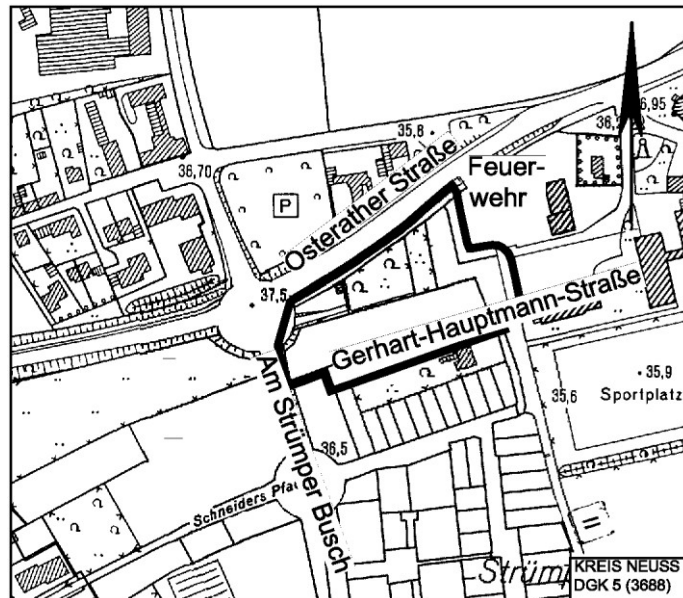 35,8
36,95
36,70
P
Osterather Straße
Feuer-
wehr
37,5
Gerhart-Hauptmann-Straße
Am Strümper Busch
35,9
35,6
Sportplatz
36,5
Schneiders Pfad
II
KREIS NEUSS
DGK 5 (3688)